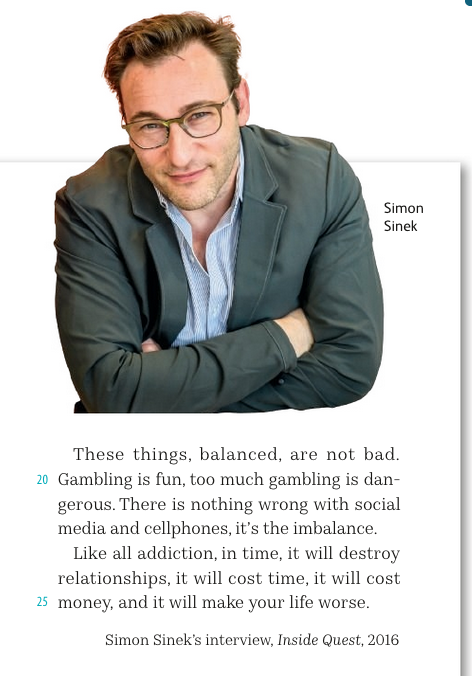 Simon
Sinek
These things, balanced, are not bad.
20 Gambling is fun, too much gambling is dan-
gerous. There is nothing wrong with social
media and cellphones, it’s the imbalance.
Like all addiction, in time, it will destroy
relationships, it will cost time, it will cost
25 money, and it will make your life worse.
Simon Sinek’s interview, Inside Quest, 2016